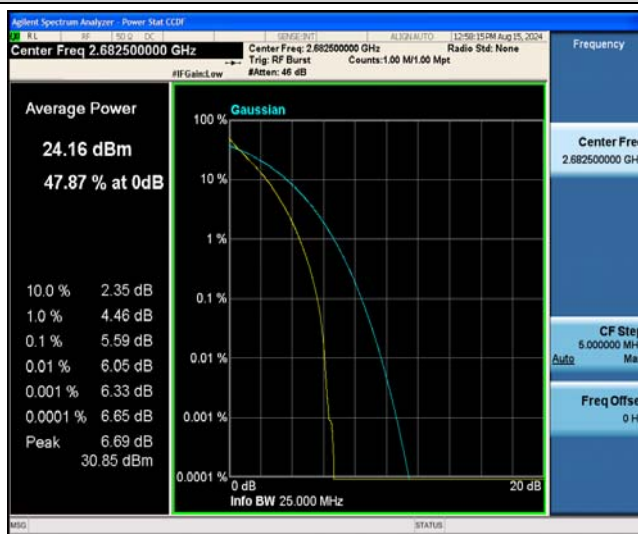 Agilent Spectrum Analyzer - Power Stat CCDF
RL RF 50 Ω DC SENSE:INT ALIGN AUTO 12:58:15 PM Aug 15, 2024
Center Freq 2.682500000 GHz
Center Freq: 2.682500000 GHz Radio Std: None
Trig: RF Burst Counts:1.00 M/1.00 Mpt
#IFGain:Low #Atten: 46 dB
Frequency
Average Power
24.16 dBm
47.87 % at 0dB
10.0 % 2.35 dB
1.0 % 4.46 dB
0.1 % 5.59 dB
0.01 % 6.05 dB
0.001 % 6.33 dB
0.0001 % 6.65 dB
Peak 6.69 dB
30.85 dBm
Gaussian
100 %
10 %
1 %
0.1 %
0.01 %
0.001 %
0.0001 %
0 dB 20 dB
Info BW 25.000 MHz
Center Fre
2.682500000 GH
CF Ste
5.000000 MH
Auto Ma
Freq Offse
0 H
MSG STATUS